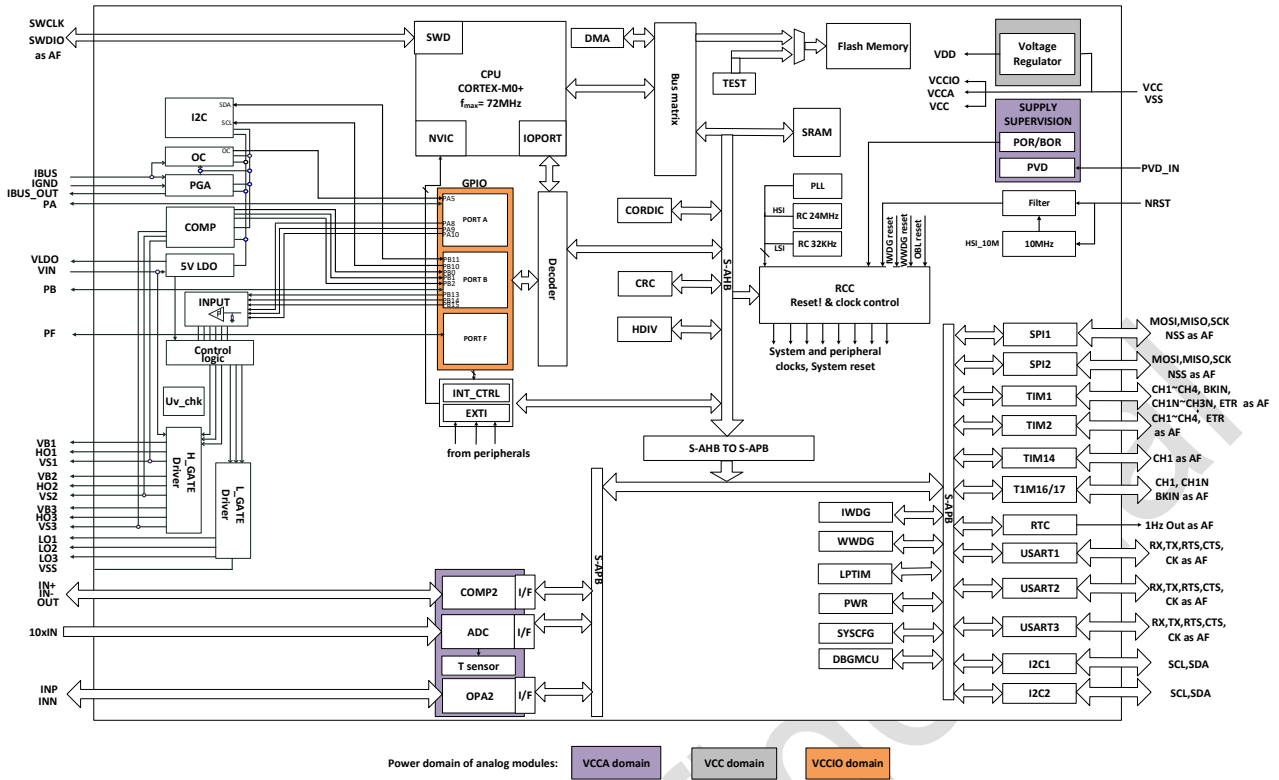 SWCLK
SWDIO
as AF
SWD
CPU
CORTEX-M0+
fmax= 72MHz
NVIC
IOPORT
DMA
Bus matrix
TEST
Flash Memory
SRAM
VDD
Voltage
Regulator
VCCIO
VCCA
VCC
VCC
VSS
SUPPLY
SUPERVISION
POR/BOR
PVD
PVD_IN
Filter
NRST
HSI_10M
10MHz
I2C
SDA
SCL
OC
OC
PGA
IBUS
IGND
IBUS_OUT
PA
COMP
VLDO
VIN
5V LDO
PB
INPUT
PF
Control
logic
Uv_chk
GPIO
PA5
PORT A
PA8
PA9
PA10
PB11
PB10
PB0
PB1
PB2
PORT B
PB13
PB14
PB15
PORT F
INT_CTRL
EXTI
from peripherals
Decoder
CORDIC
CRC
HDIV
S-AHB
PLL
HSI
RC 24MHz
LSI
RC 32KHz
IWDG reset
WWDG reset
OBL reset
RCC
Reset! & clock control
System and peripheral
clocks, System reset
S-AHB TO S-APB
VB1
HO1
VS1
VB2
HO2
VS2
VB3
HO3
VS3
LO1
LO2
LO3
VSS
H_GATE
Driver
L_GATE
Driver
IN+
IN-
OUT
10xIN
INP
INN
COMP2
I/F
ADC
I/F
T sensor
OPA2
I/F
S-APB
IWDG
WWDG
LPTIM
PWR
SYSCFG
DBGMCU
S-APB
SPI1
MOSI,MISO,SCK
NSS as AF
SPI2
MOSI,MISO,SCK
NSS as AF
TIM1
CH1~CH4, BKIN,
CH1N~CH3N, ETR as AF
TIM2
CH1~CH4, ETR
as AF
TIM14
CH1 as AF
T1M16/17
CH1, CH1N
BKIN as AF
RTC
1Hz Out as AF
USART1
RX,TX,RTS,CTS,
CK as AF
USART2
RX,TX,RTS,CTS,
CK as AF
USART3
RX,TX,RTS,CTS,
CK as AF
I2C1
SCL,SDA
I2C2
SCL,SDA
Power domain of analog modules:
VCCA domain
VCC domain
VCCIO domain